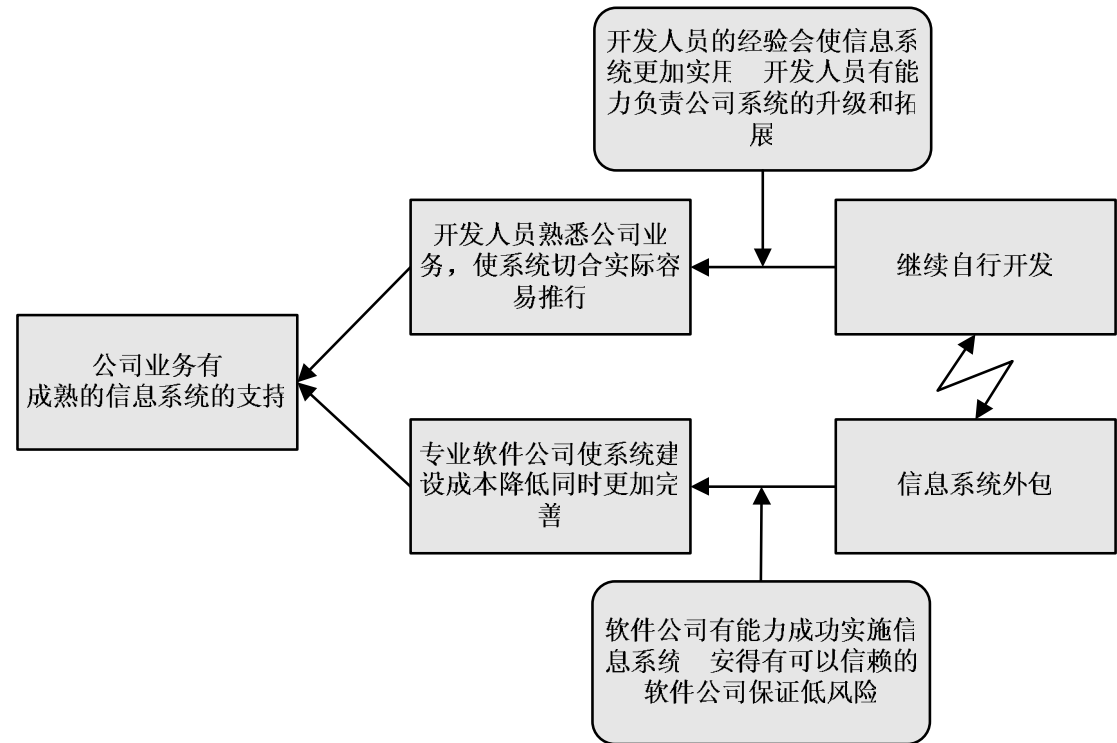 开发人员的经验会使信息系
统更加实用 开发人员有能
力负责公司系统的升级和拓
展
开发人员熟悉公司业
务，使系统切合实际容
易推行
继续自行开发
公司业务有
成熟的信息系统的支持
专业软件公司使系统建
设成本降低同时更加完
善
信息系统外包
软件公司有能力成功实施信
息系统 安得有可以信赖的
软件公司保证低风险